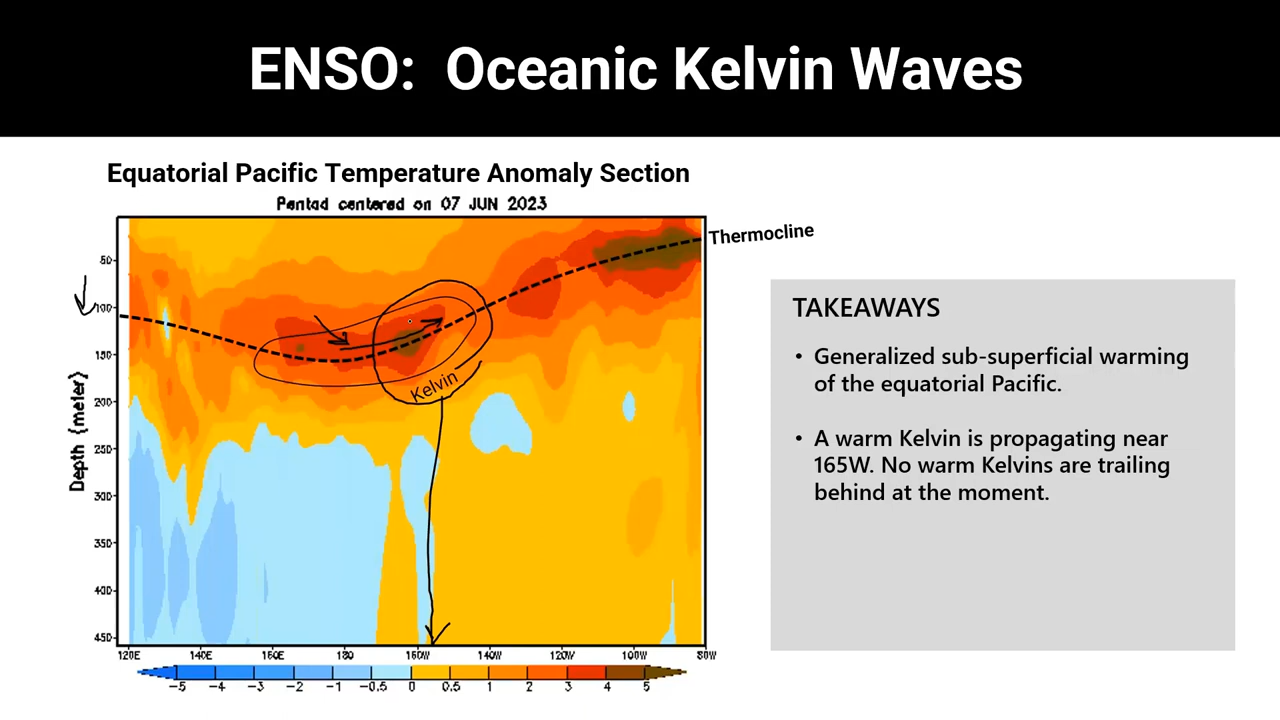 ENSO:  Oceanic Kelvin Waves
Equatorial Pacific Temperature Anomaly Section
Pentad centered on 07 JUN 2023
Thermocline
50
100
150
200
250
300
350
400
450
Depth (meter)
Kelvin
120E 140E 160E 180 160W 140W 120W 100W 80W
-5 -4 -3 -2 -1 -0.5 0 0.5 1 2 3 4 5
TAKEAWAYS
• Generalized sub-superficial warming
of the equatorial Pacific.
• A warm Kelvin is propagating near
165W. No warm Kelvins are trailing
behind at the moment.